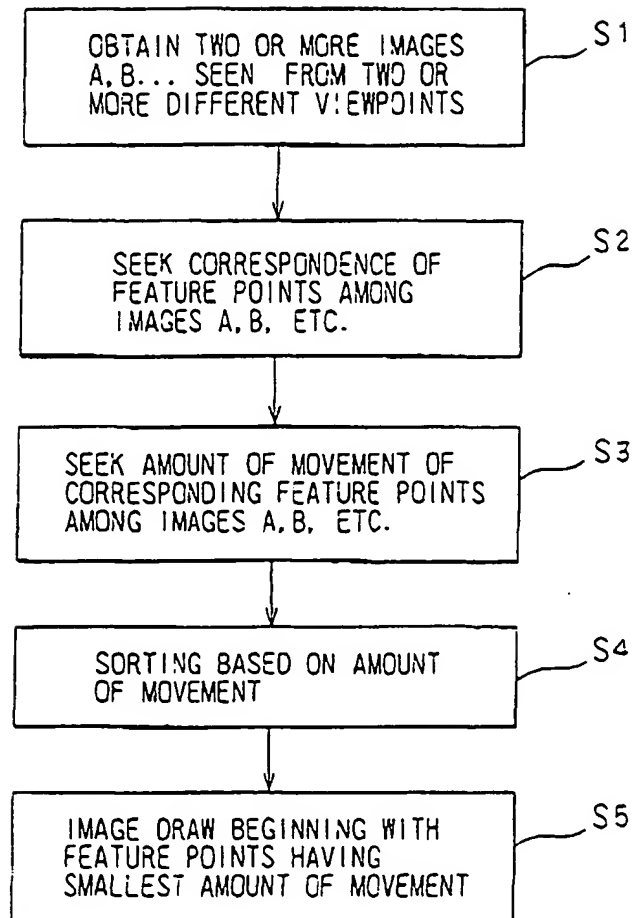 OBTAIN TWO OR MORE IMAGES
A, B... SEEN FROM TWO OR
MORE DIFFERENT VIEWPOINTS
S1
SEEK CORRESPONDENCE OF
FEATURE POINTS AMONG
IMAGES A, B, ETC.
S2
SEEK AMOUNT OF MOVEMENT OF
CORRESPONDING FEATURE POINTS
AMONG IMAGES A, B, ETC.
S3
SORTING BASED ON AMOUNT
OF MOVEMENT
S4
IMAGE DRAW BEGINNING WITH
FEATURE POINTS HAVING
SMALLEST AMOUNT OF MOVEMENT
S5